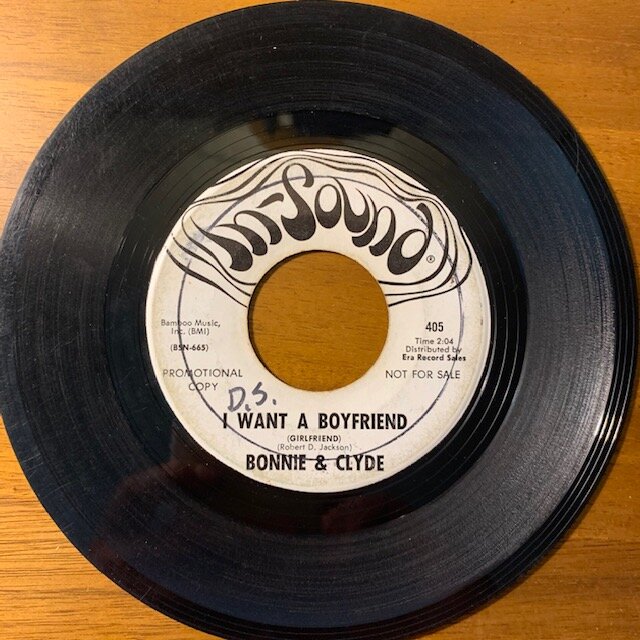 In-Sound®
Bamboo Music,
Inc. (BMI)
(BSN-665)
405
Time 2:04
Distributed by
Era Record Sales
PROMOTIONAL
COPY
NOT FOR SALE
D.S.
I WANT A BOYFRIEND
(GIRLFRIEND)
(Robert D. Jackson)
BONNIE & CLYDE